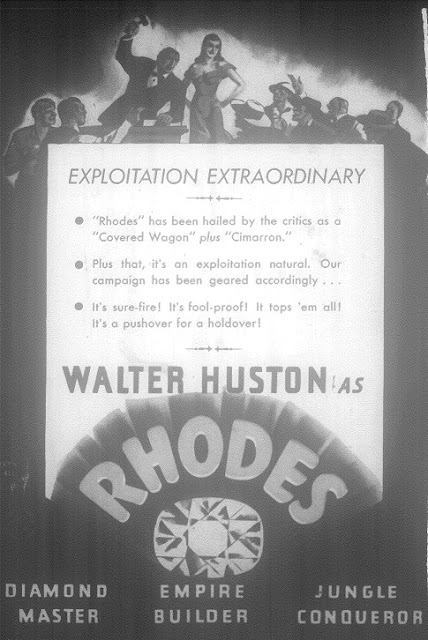 EXPLOITATION EXTRAORDINARY
● "Rhodes" has been hailed by the critics as a
"Covered Wagon" plus "Cimarron."
● Plus that, it's an exploitation natural. Our
campaign has been geared accordingly . . .
● It's sure-fire! It's fool-proof! It tops 'em all!
It's a pushover for a holdover!
WALTER HUSTON AS
RHODES
DIAMOND MASTER
EMPIRE BUILDER
JUNGLE CONQUEROR